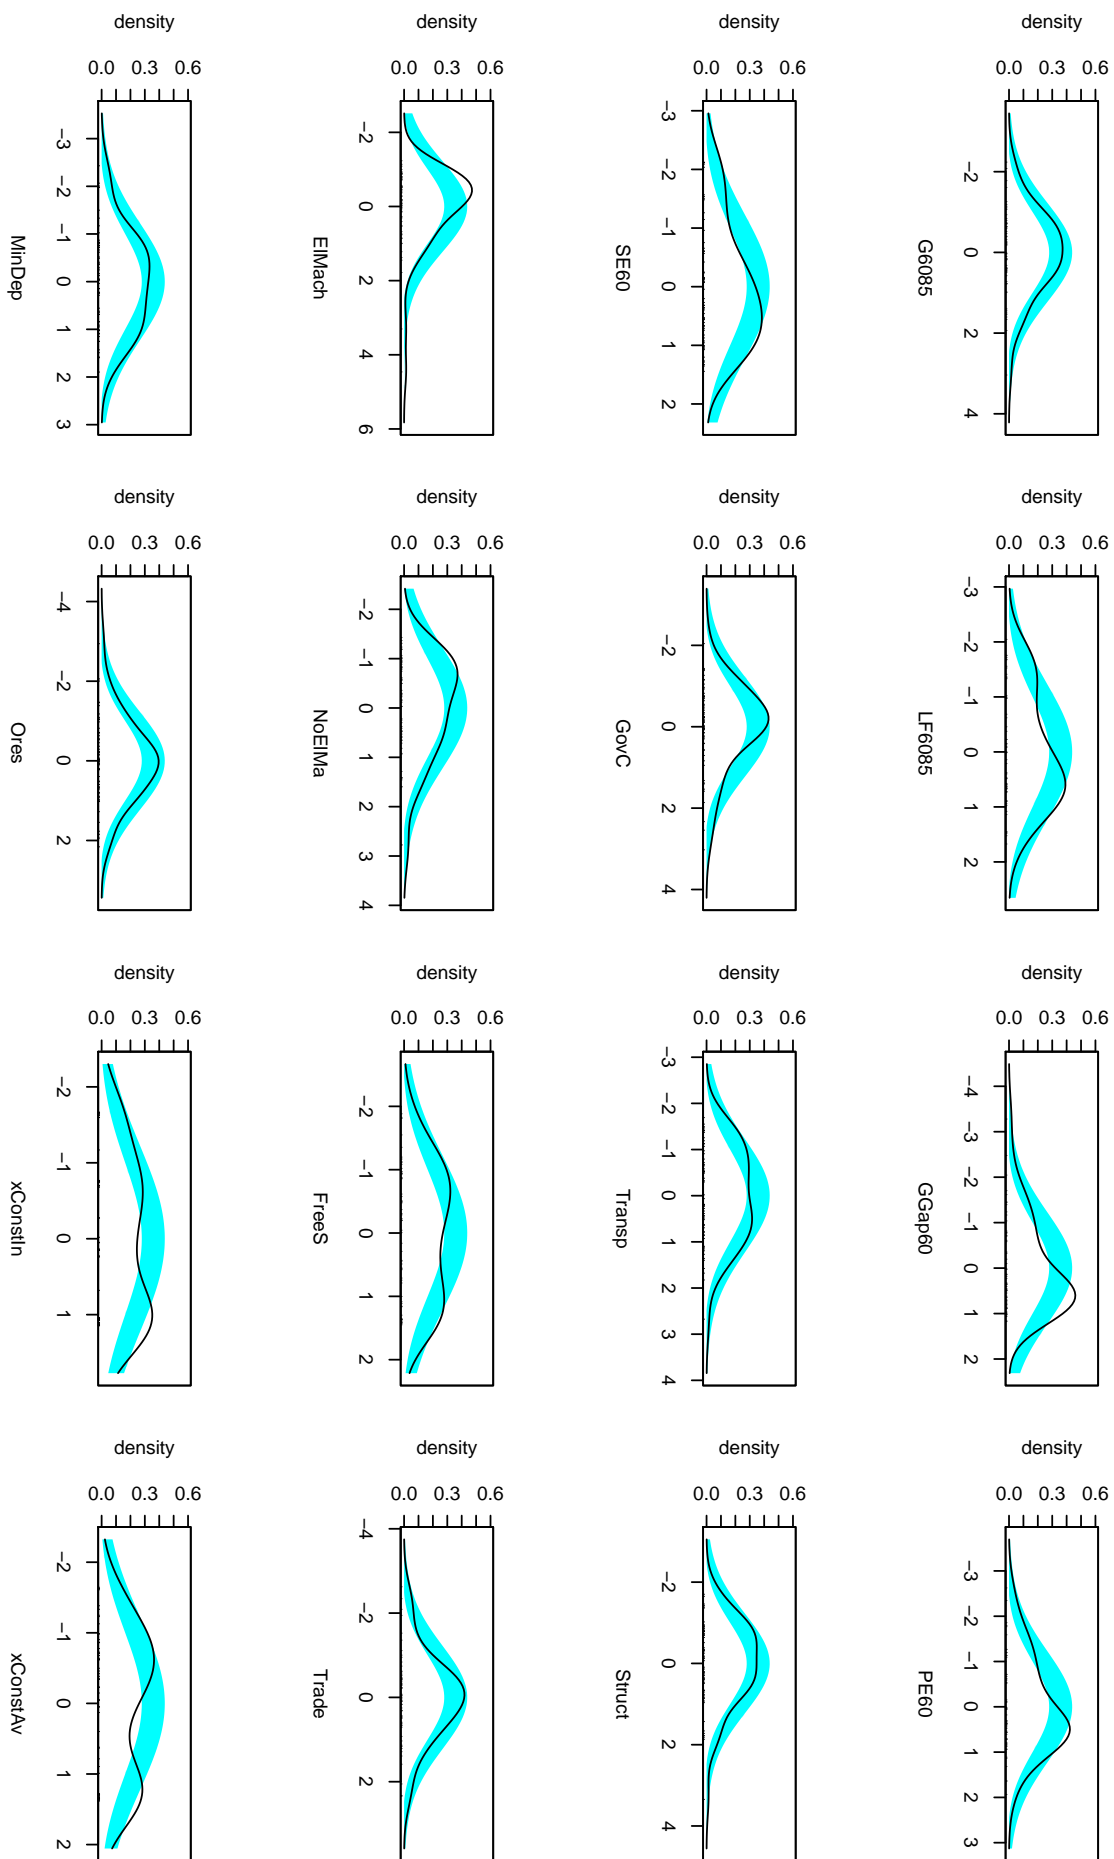 density
0.0 0.3 0.6
−2 0 2 4
G6085
density
0.0 0.3 0.6
−3 −2 −1 0 1 2
LF6085
density
0.0 0.3 0.6
−4 −3 −2 −1 0 1 2
GGap60
density
0.0 0.3 0.6
−3 −2 −1 0 1 2 3
PE60
density
0.0 0.3 0.6
−3 −2 −1 0 1 2
SE60
density
0.0 0.3 0.6
−2 0 2 4
GovC
density
0.0 0.3 0.6
−3 −2 −1 0 1 2 3 4
Transp
density
0.0 0.3 0.6
−2 0 2 4
Struct
density
0.0 0.3 0.6
−2 0 2 4 6
ElMach
density
0.0 0.3 0.6
−2 −1 0 1 2 3 4
NoElMa
density
0.0 0.3 0.6
−2 −1 0 1 2
FreeS
density
0.0 0.3 0.6
−4 −2 0 2
Trade
density
0.0 0.3 0.6
−3 −2 −1 0 1 2 3
MinDep
density
0.0 0.3 0.6
−4 −2 0 2
Ores
density
0.0 0.3 0.6
−2 −1 0 1
xConstIn
density
0.0 0.3 0.6
−2 −1 0 1 2
xConstAv